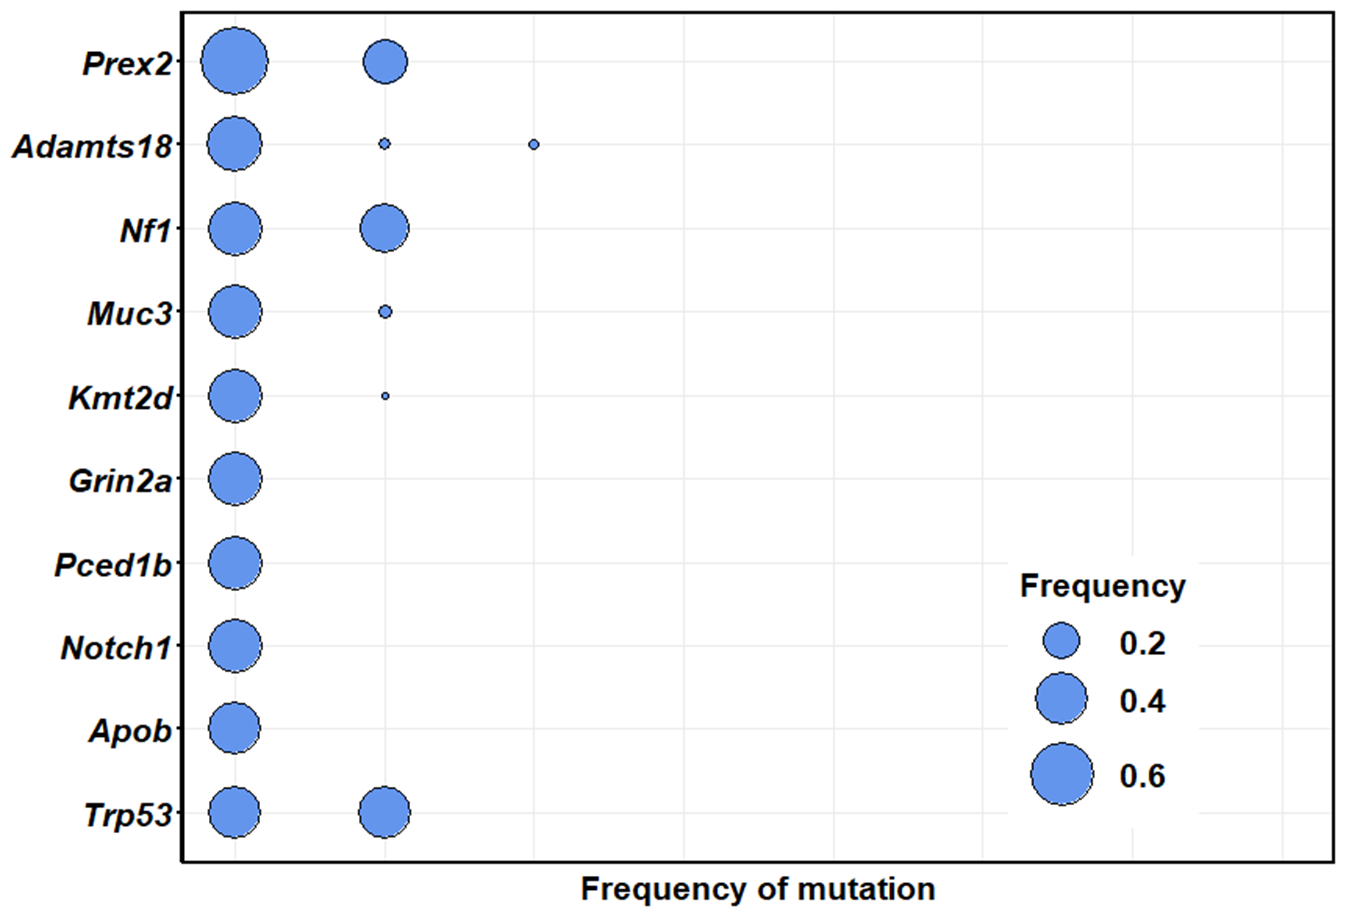 Prex2
Adamts18
Nf1
Muc3
Kmt2d
Grin2a
Pced1b
Notch1
Apob
Trp53
Frequency
0.2
0.4
0.6
Frequency of mutation